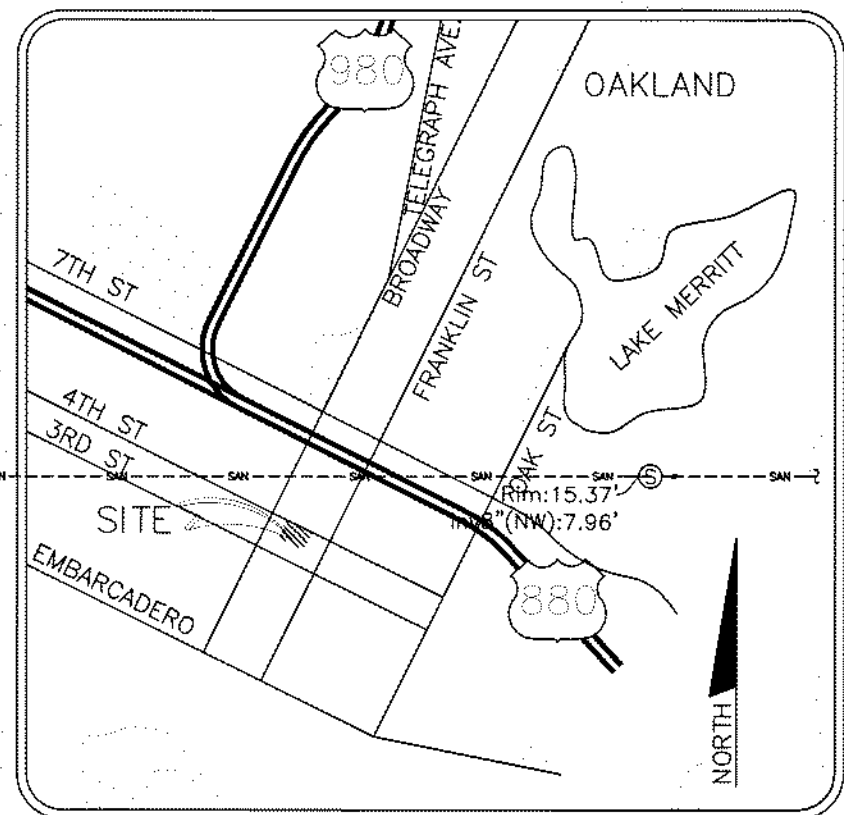 980
TELEGRAPH AVE.
OAKLAND
BROADWAY
FRANKLIN ST
LAKE MERRITT
7TH ST
4TH ST
3RD ST
OAK ST
SAN
SAN
SAN
SAN
SAN
SAN
S
Rim:15.37'
(NW):7.96'
SITE
EMBARCADERO
880
NORTH